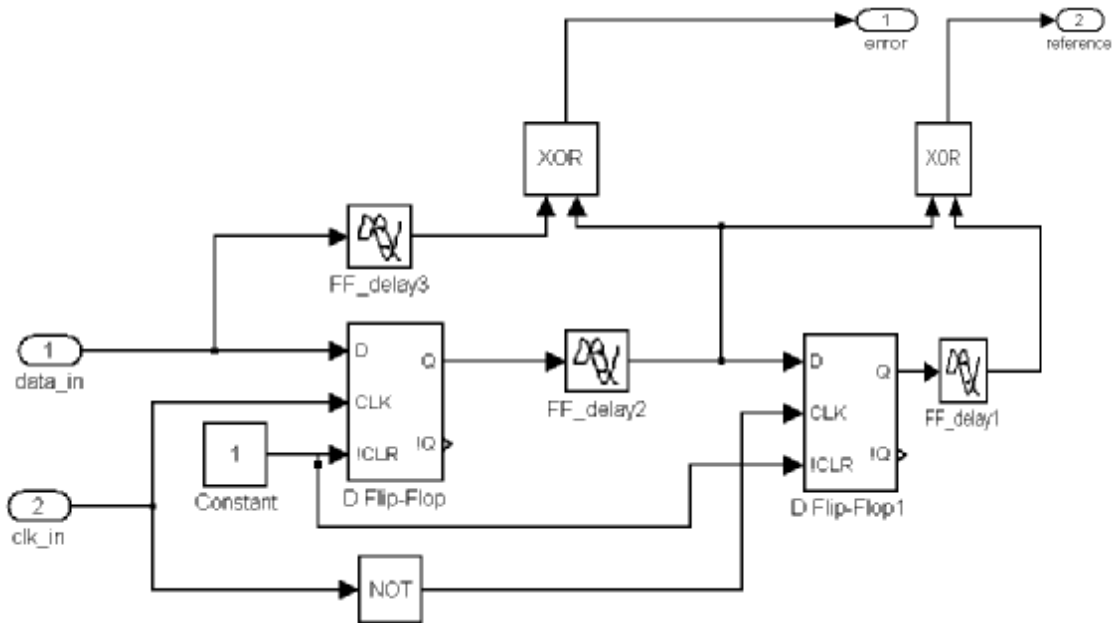 1
error
2
reference
XOR
XOR
FF_delay3
1
data_in
D
Q
CLK
!CLR
!Q
D Flip-Flop
FF_delay2
D
Q
CLK
!CLR
!Q
D Flip-Flop1
FF_delay1
1
Constant
2
clk_in
NOT